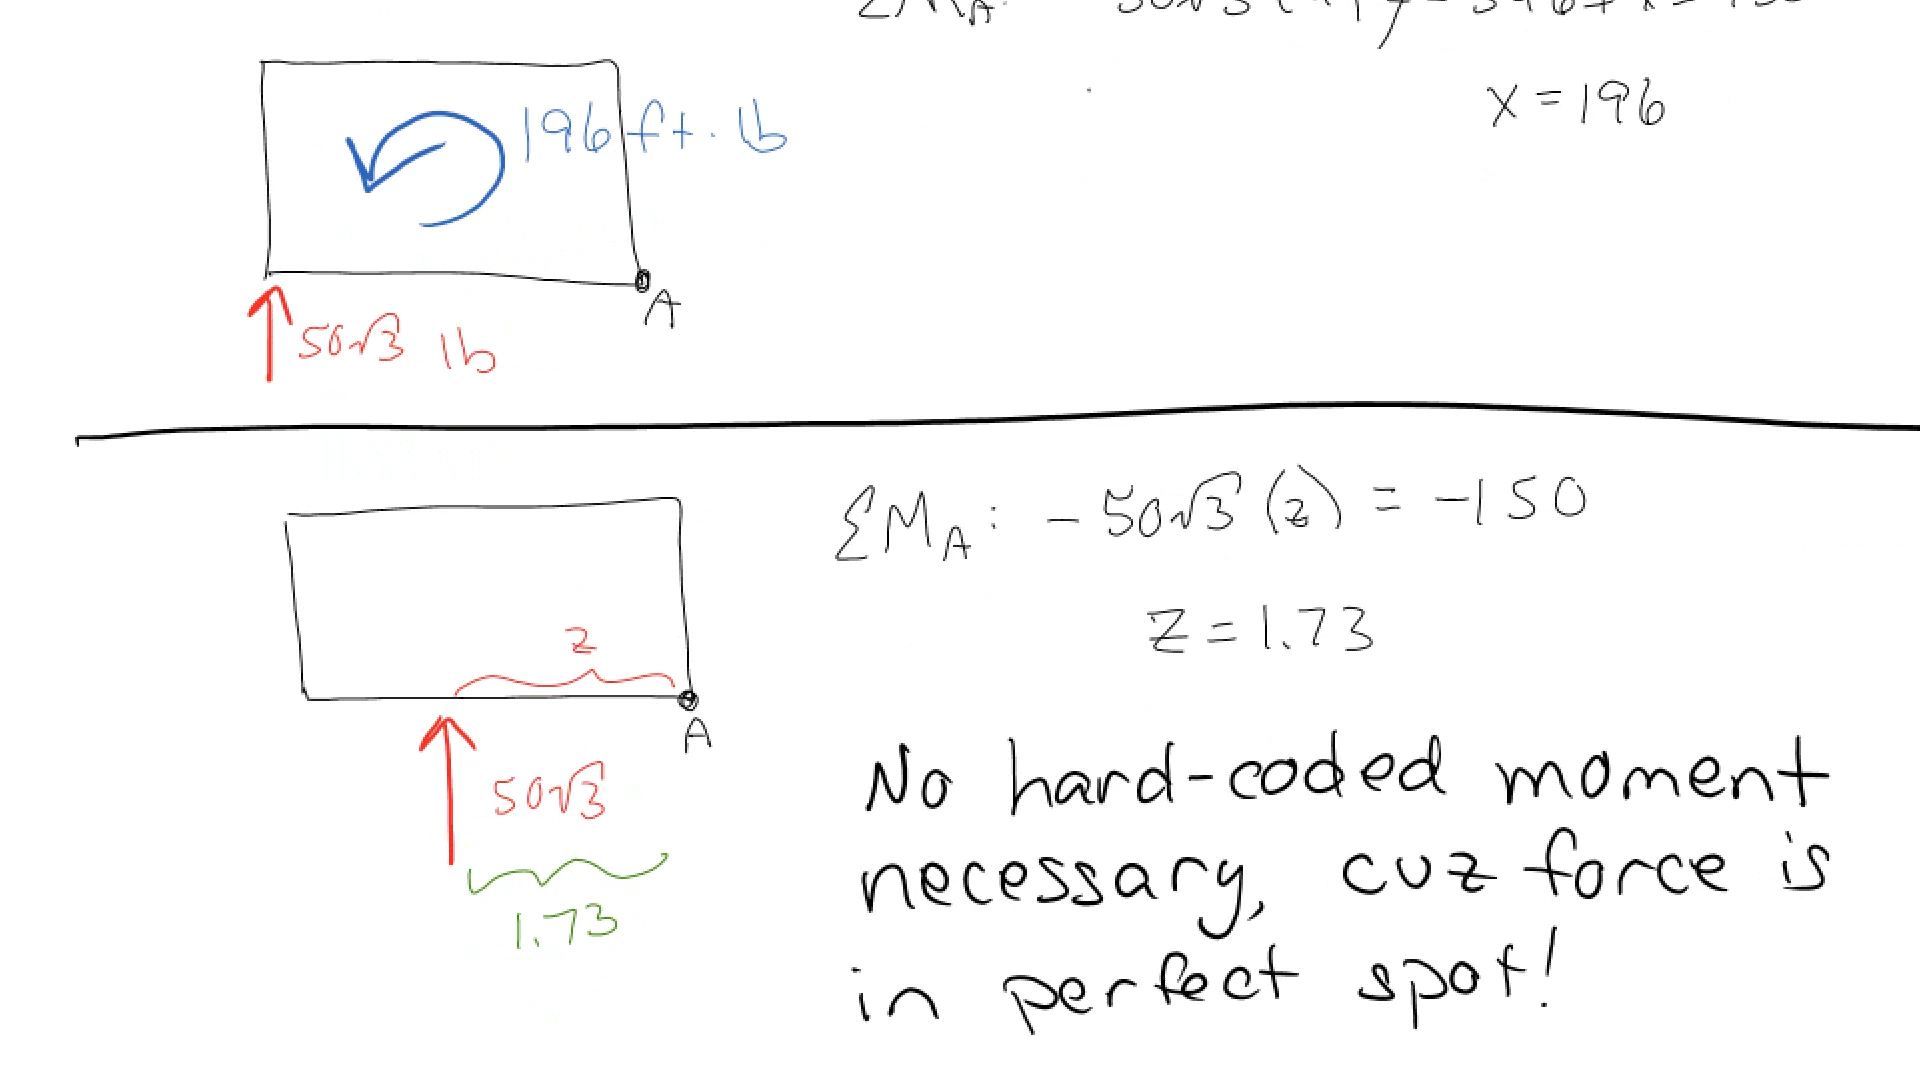 x = 196
196 ft. lb
A
50√3 lb
ΣM_A: -50√3 (z) = -150
z = 1.73
z
A
50√3
1.73
No hard-coded moment
necessary, cuz force is
in perfect spot!